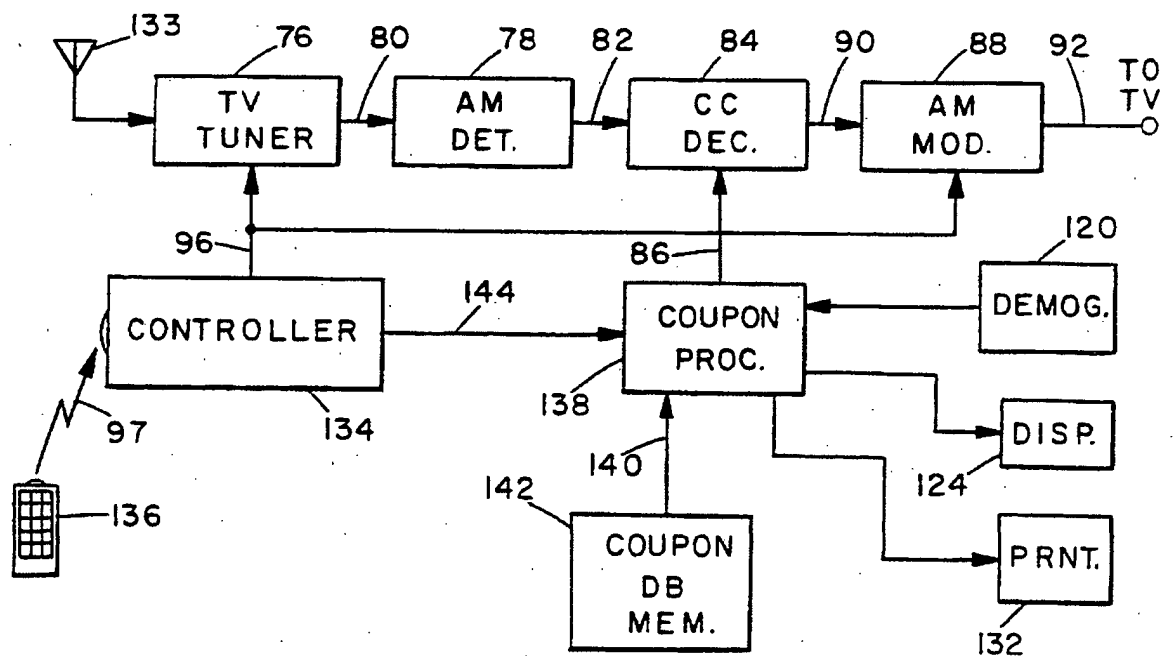 133
76
80
78
82
84
90
88
92
TO
TV
TV
TUNER
AM
DET.
CC
DEC.
AM
MOD.
96
86
120
144
CONTROLLER
COUPON
PROC.
DEMOG.
138
97
134
140
DISP.
124
142
136
COUPON
DB
MEM.
PRNT.
132